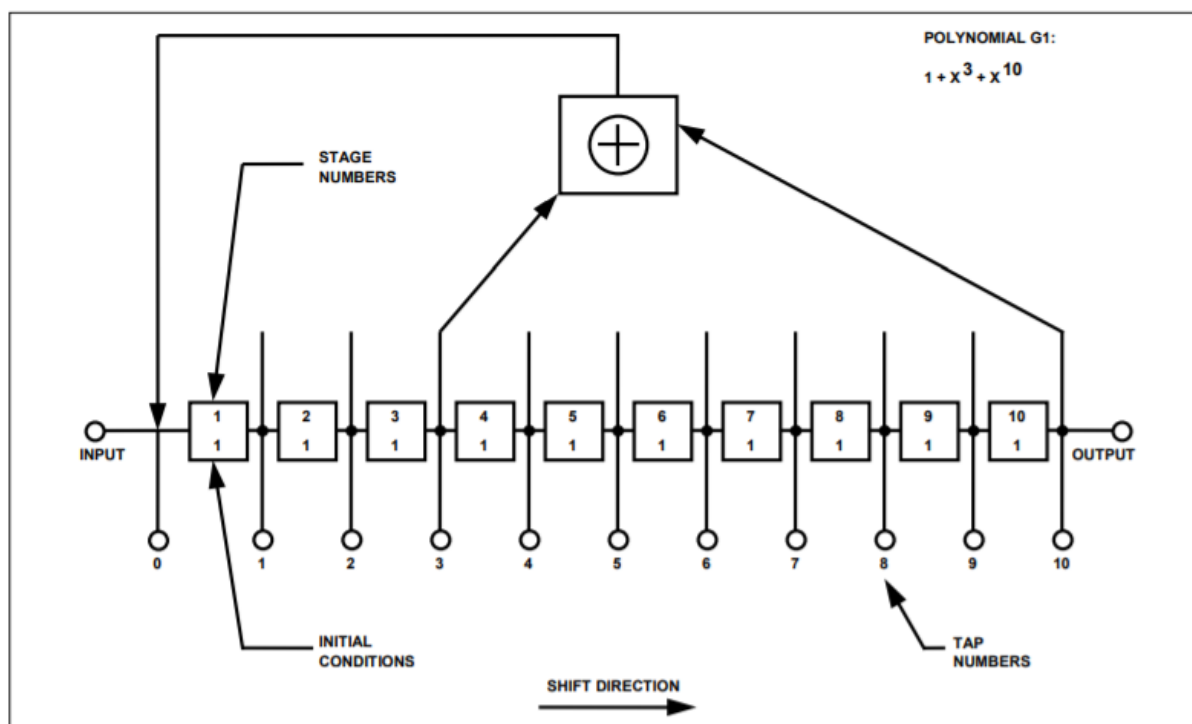 POLYNOMIAL G1:
1 + X^3 + X^10
STAGE
NUMBERS
1 2 3 4 5 6 7 8 9 10
1 1 1 1 1 1 1 1 1 1
INPUT
OUTPUT
0 1 2 3 4 5 6 7 8 9 10
INITIAL
CONDITIONS
TAP
NUMBERS
SHIFT DIRECTION